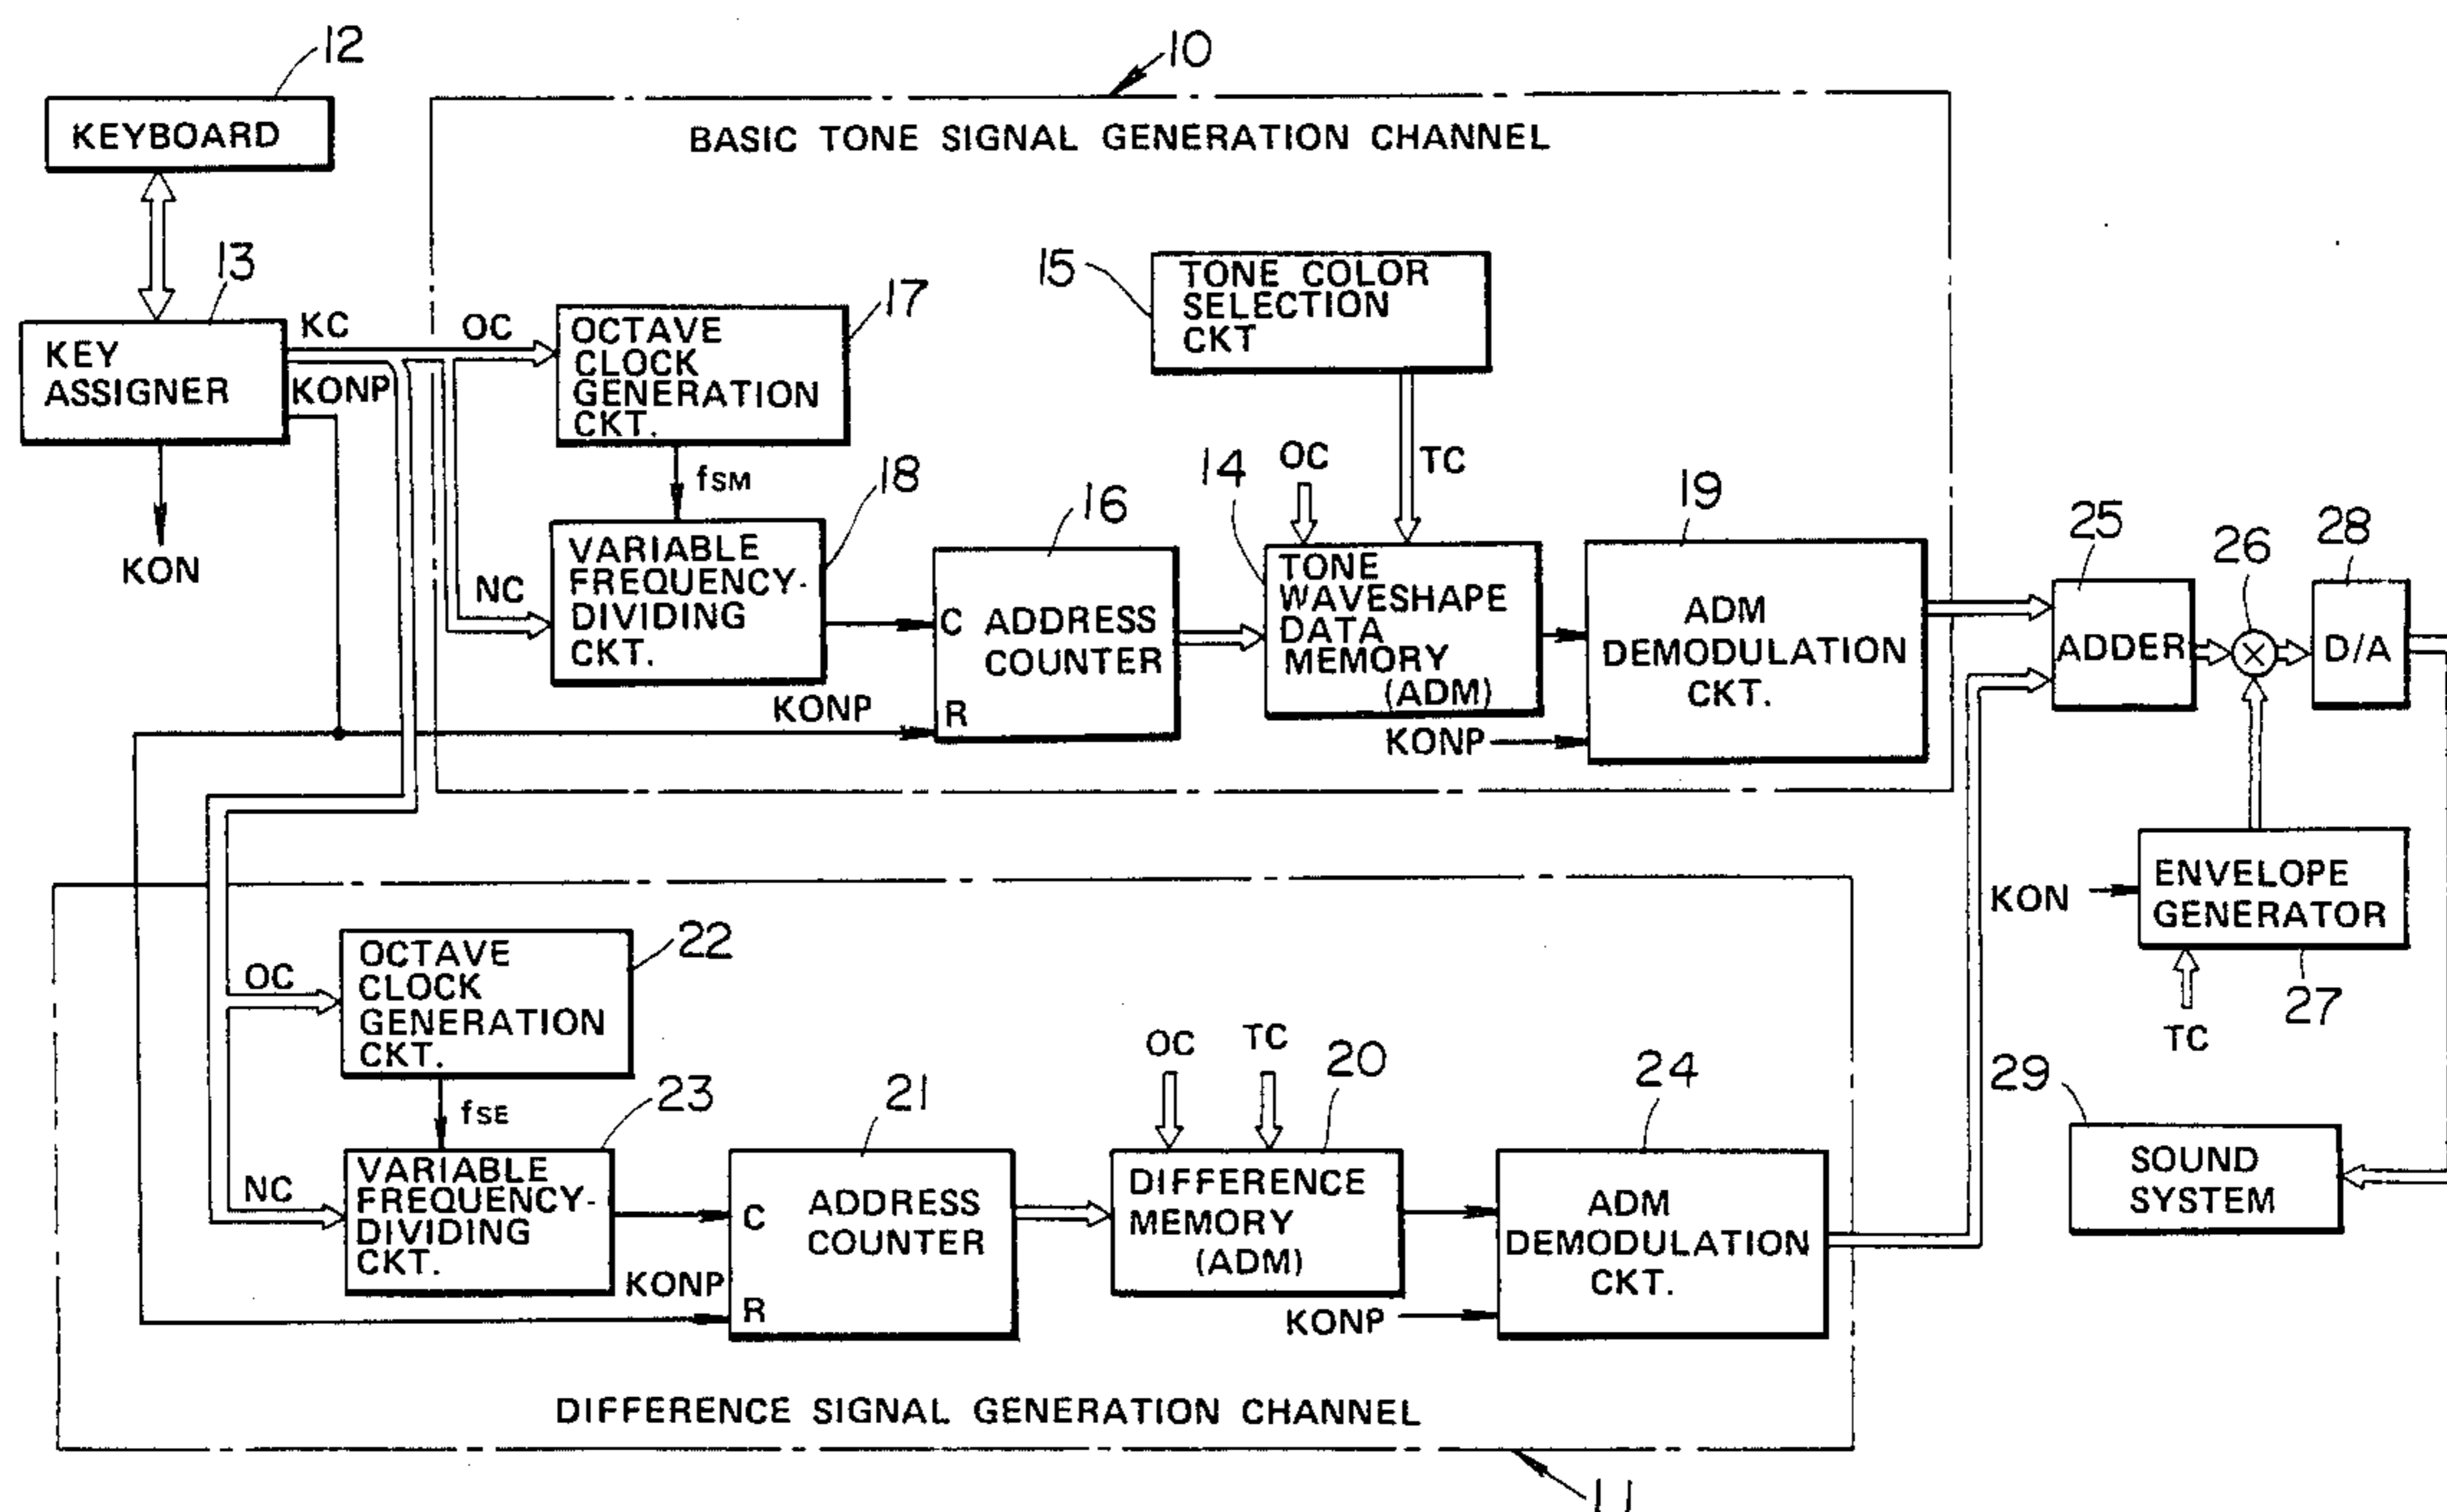 12
10
KEYBOARD
BASIC TONE SIGNAL GENERATION CHANNEL
13
KEY
ASSIGNER
KC
KONP
KON
OC
17
OCTAVE
CLOCK
GENERATION
CKT.
fSM
15
TONE COLOR
SELECTION
CKT
OC
TC
NC
18
VARIABLE
FREQUENCY-
DIVIDING
CKT.
16
C ADDRESS
COUNTER
R
KONP
14
TONE
WAVESHAPE
DATA
MEMORY
(ADM)
19
ADM
DEMODULATION
CKT.
KONP
25
ADDER
26
×
28
D/A
KON
ENVELOPE
GENERATOR
27
TC
OC
22
OCTAVE
CLOCK
GENERATION
CKT.
fSE
NC
23
VARIABLE
FREQUENCY-
DIVIDING
CKT.
KONP
21
C
ADDRESS
COUNTER
R
OC
TC
20
DIFFERENCE
MEMORY
(ADM)
24
ADM
DEMODULATION
CKT.
KONP
29
SOUND
SYSTEM
DIFFERENCE SIGNAL GENERATION CHANNEL
11